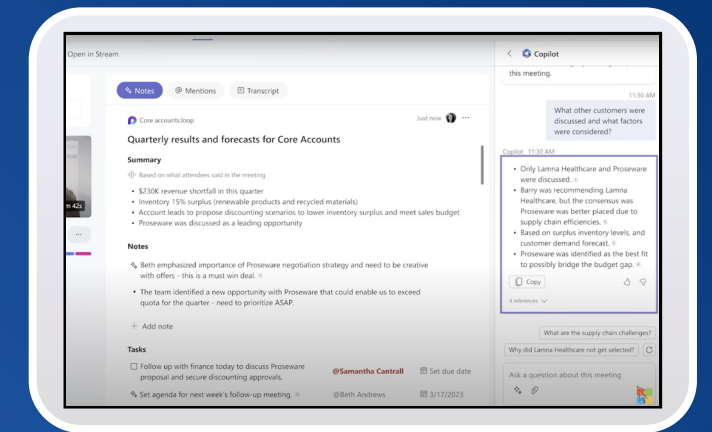 Open in Stream
Notes
Mentions
Transcript
Core accounts.loop
Just now
Quarterly results and forecasts for Core Accounts
Summary
Based on what attendees said in the meeting
• $230K revenue shortfall in this quarter
• Inventory 15% surplus (renewable products and recycled materials)
• Account leads to propose discounting scenarios to lower inventory surplus and meet sales budget
• Proseware was discussed as a leading opportunity
Notes
Beth emphasized importance of Proseware negotiation strategy and need to be creative
with offers - this is a must win deal.
• The team identified a new opportunity with Proseware that could enable us to exceed
quota for the quarter - need to prioritize ASAP.
+ Add note
Tasks
Follow up with finance today to discuss Proseware
proposal and secure discounting approvals.
@Samantha Cantrall
Set due date
Set agenda for next week's follow-up meeting.
@Beth Andrews
3/17/2023
m 42s
Copilot
this meeting.
11:30 AM
What other customers were
discussed and what factors
were considered?
Copilot 11:30 AM
• Only Lamna Healthcare and Proseware
were discussed.
• Barry was recommending Lamna
Healthcare, but the consensus was
Proseware was better placed due to
supply chain efficiencies.
• Based on surplus inventory levels, and
customer demand forecast.
• Proseware was identified as the best fit
to possibly bridge the budget gap.
Copy
4 references
What are the supply chain challenges?
Why did Lamna Healthcare not get selected?
Ask a question about this meeting